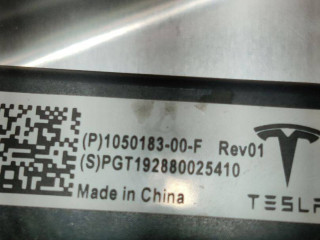 (P)1050183-00-F Rev01
(S)PGT192880025410
Made in China
TESLA